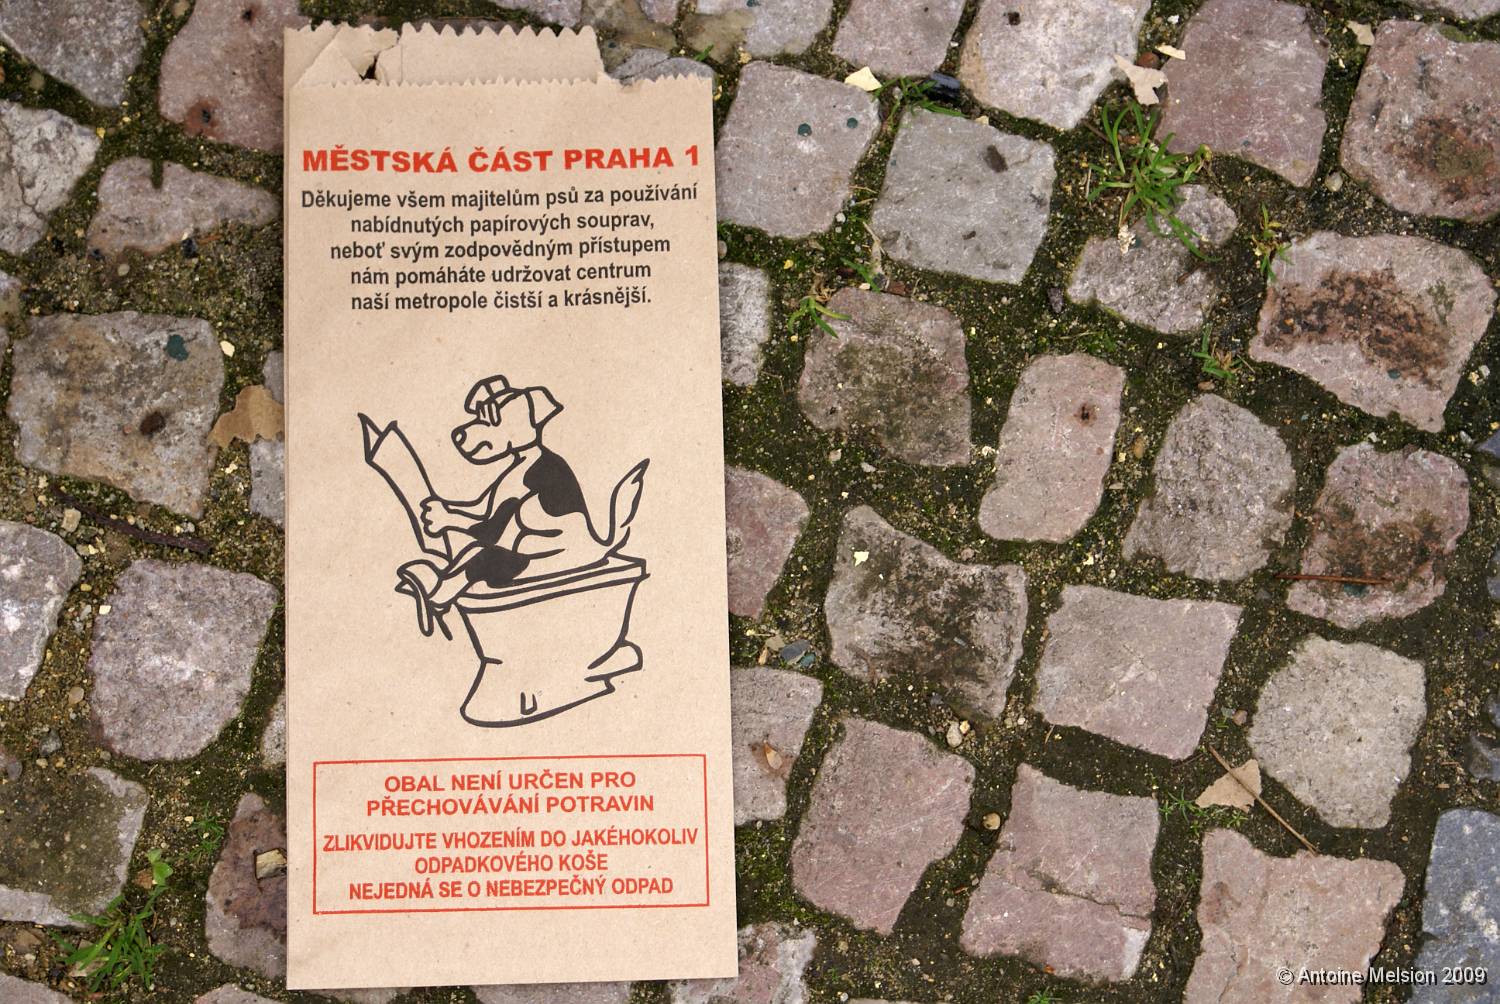 MĚSTSKÁ ČÁST PRAHA 1
Děkujeme všem majitelům psů za používání
nabídnutých papírových souprav,
neboť svým zodpovědným přístupem
nám pomáháte udržovat centrum
naší metropole čistší a krásnější.
OBAL NENÍ URČEN PRO
PŘECHOVÁVÁNÍ POTRAVIN
ZLIKVIDUJTE VHOZENÍM DO JAKÉHOKOLIV
ODPADKOVÉHO KOŠE
NEJEDNÁ SE O NEBEZPEČNÝ ODPAD
© Antoine Melsion 2009